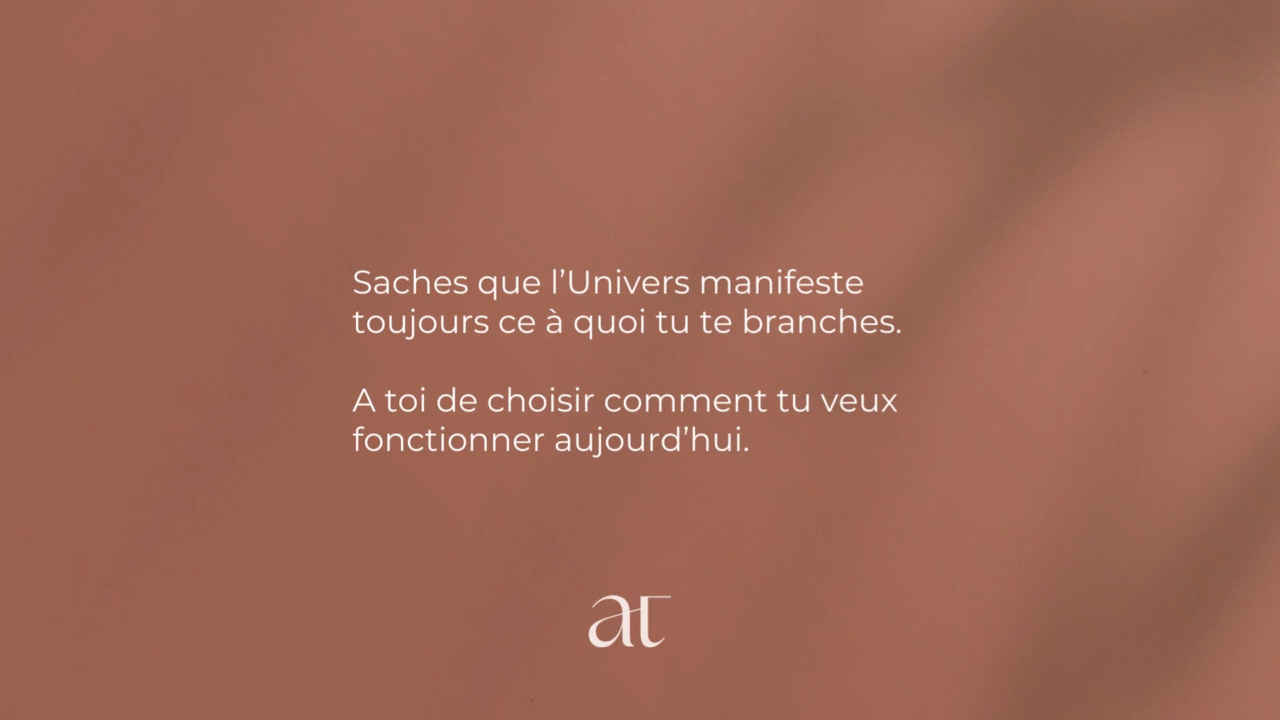 Saches que l’Univers manifeste
toujours ce à quoi tu te branches.
A toi de choisir comment tu veux
fonctionner aujourd’hui.
at